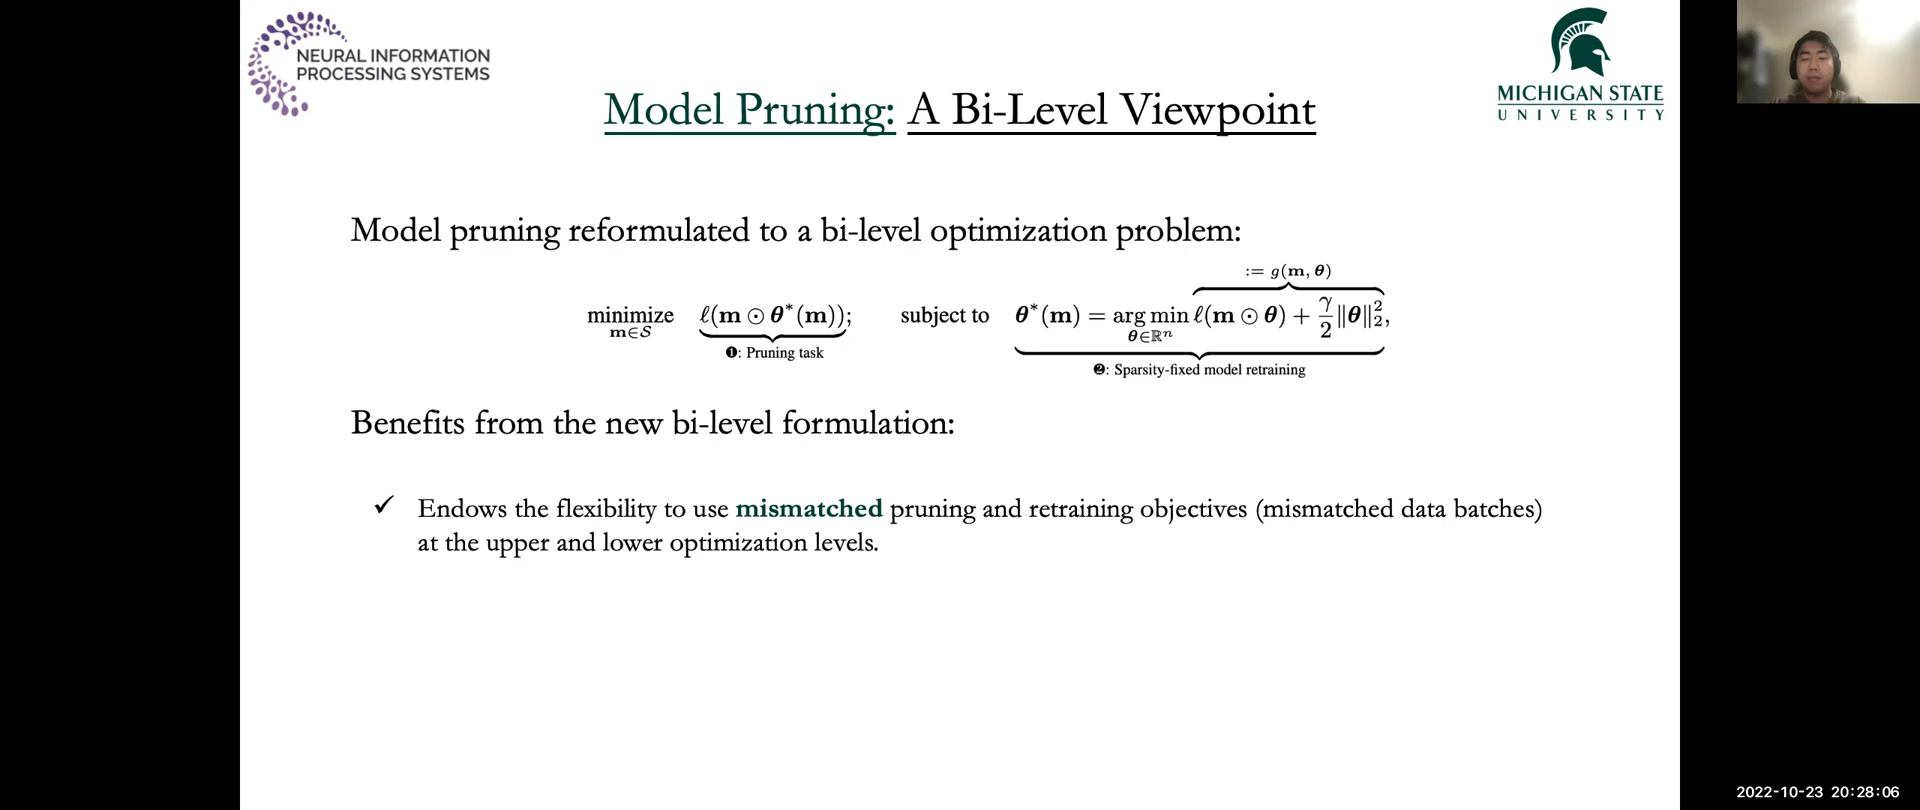 NEURAL INFORMATION
PROCESSING SYSTEMS
MICHIGAN STATE
UNIVERSITY
Model Pruning: A Bi-Level Viewpoint
Model pruning reformulated to a bi-level optimization problem:
:= g(m, θ)
minimize ℓ(m ⊙ θ*(m)); subject to θ*(m) = arg min ℓ(m ⊙ θ) + γ/2 ‖θ‖₂²,
m∈S θ∈ℝⁿ
❶: Pruning task
❷: Sparsity-fixed model retraining
Benefits from the new bi-level formulation:
✓ Endows the flexibility to use mismatched pruning and retraining objectives (mismatched data batches)
at the upper and lower optimization levels.
2022-10-23 20:28:06